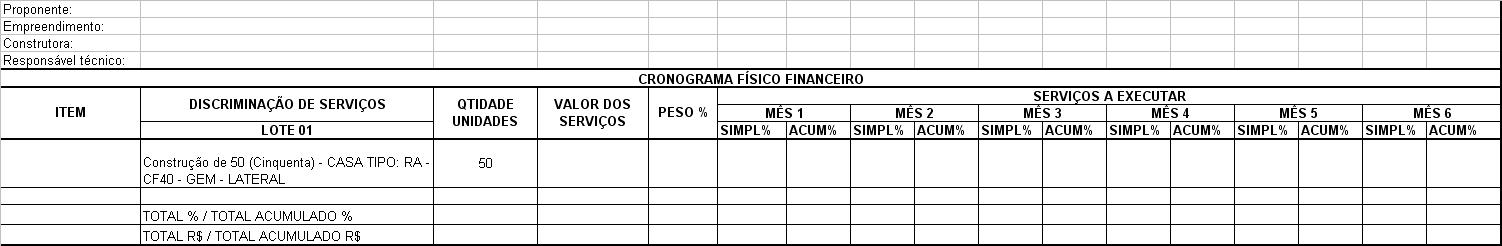 Proponente:
Empreendimento:
Construtora:
Responsável técnico:
CRONOGRAMA FÍSICO FINANCEIRO
ITEM
DISCRIMINAÇÃO DE SERVIÇOS
QTIDADE
UNIDADES
VALOR DOS
SERVIÇOS
PESO %
SERVIÇOS A EXECUTAR
MÊS 1 MÊS 2 MÊS 3 MÊS 4 MÊS 5 MÊS 6
LOTE 01
SIMPL% ACUM% SIMPL% ACUM% SIMPL% ACUM% SIMPL% ACUM% SIMPL% ACUM% SIMPL% ACUM%
Construção de 50 (Cinquenta) - CASA TIPO: RA -
CF40 - GEM - LATERAL
50
TOTAL % / TOTAL ACUMULADO %
TOTAL R$ / TOTAL ACUMULADO R$